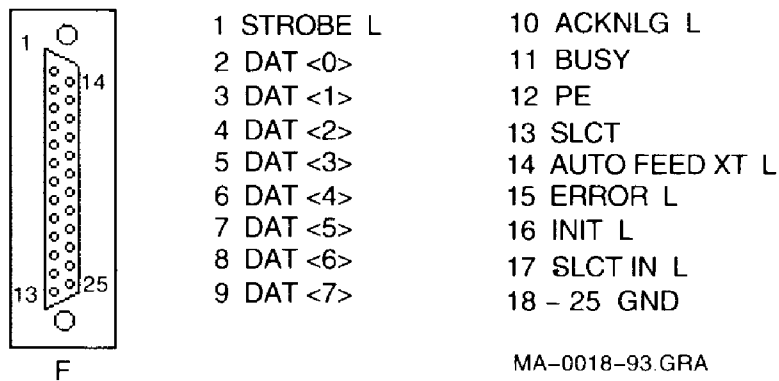 1
14
13
25
F
1 STROBE L
2 DAT <0>
3 DAT <1>
4 DAT <2>
5 DAT <3>
6 DAT <4>
7 DAT <5>
8 DAT <6>
9 DAT <7>
10 ACKNLG L
11 BUSY
12 PE
13 SLCT
14 AUTO FEED XT L
15 ERROR L
16 INIT L
17 SLCT IN L
18 – 25 GND
MA–0018–93.GRA